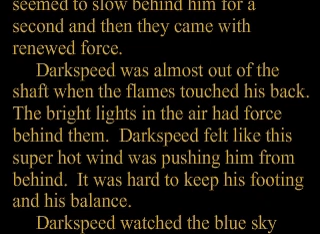 seemed to slow behind him for a
second and then they came with
renewed force.
Darkspeed was almost out of the
shaft when the flames touched his back.
The bright lights in the air had force
behind them.  Darkspeed felt like this
super hot wind was pushing him from
behind.  It was hard to keep his footing
and his balance.
Darkspeed watched the blue sky